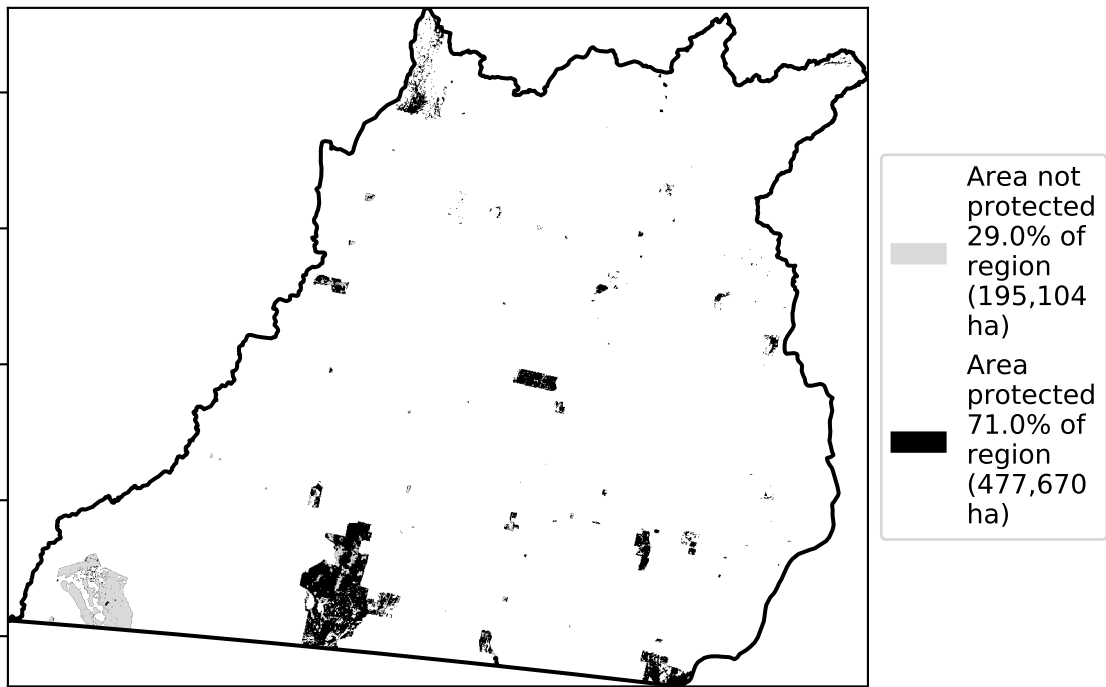 Area not
protected
29.0% of
region
(195,104
ha)
Area
protected
71.0% of
region
(477,670
ha)